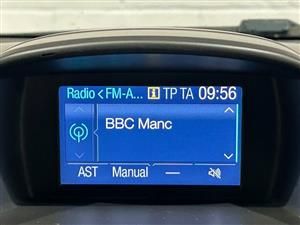 Radio < FM-A... i TP TA 09:56
BBC Manc
AST Manual —